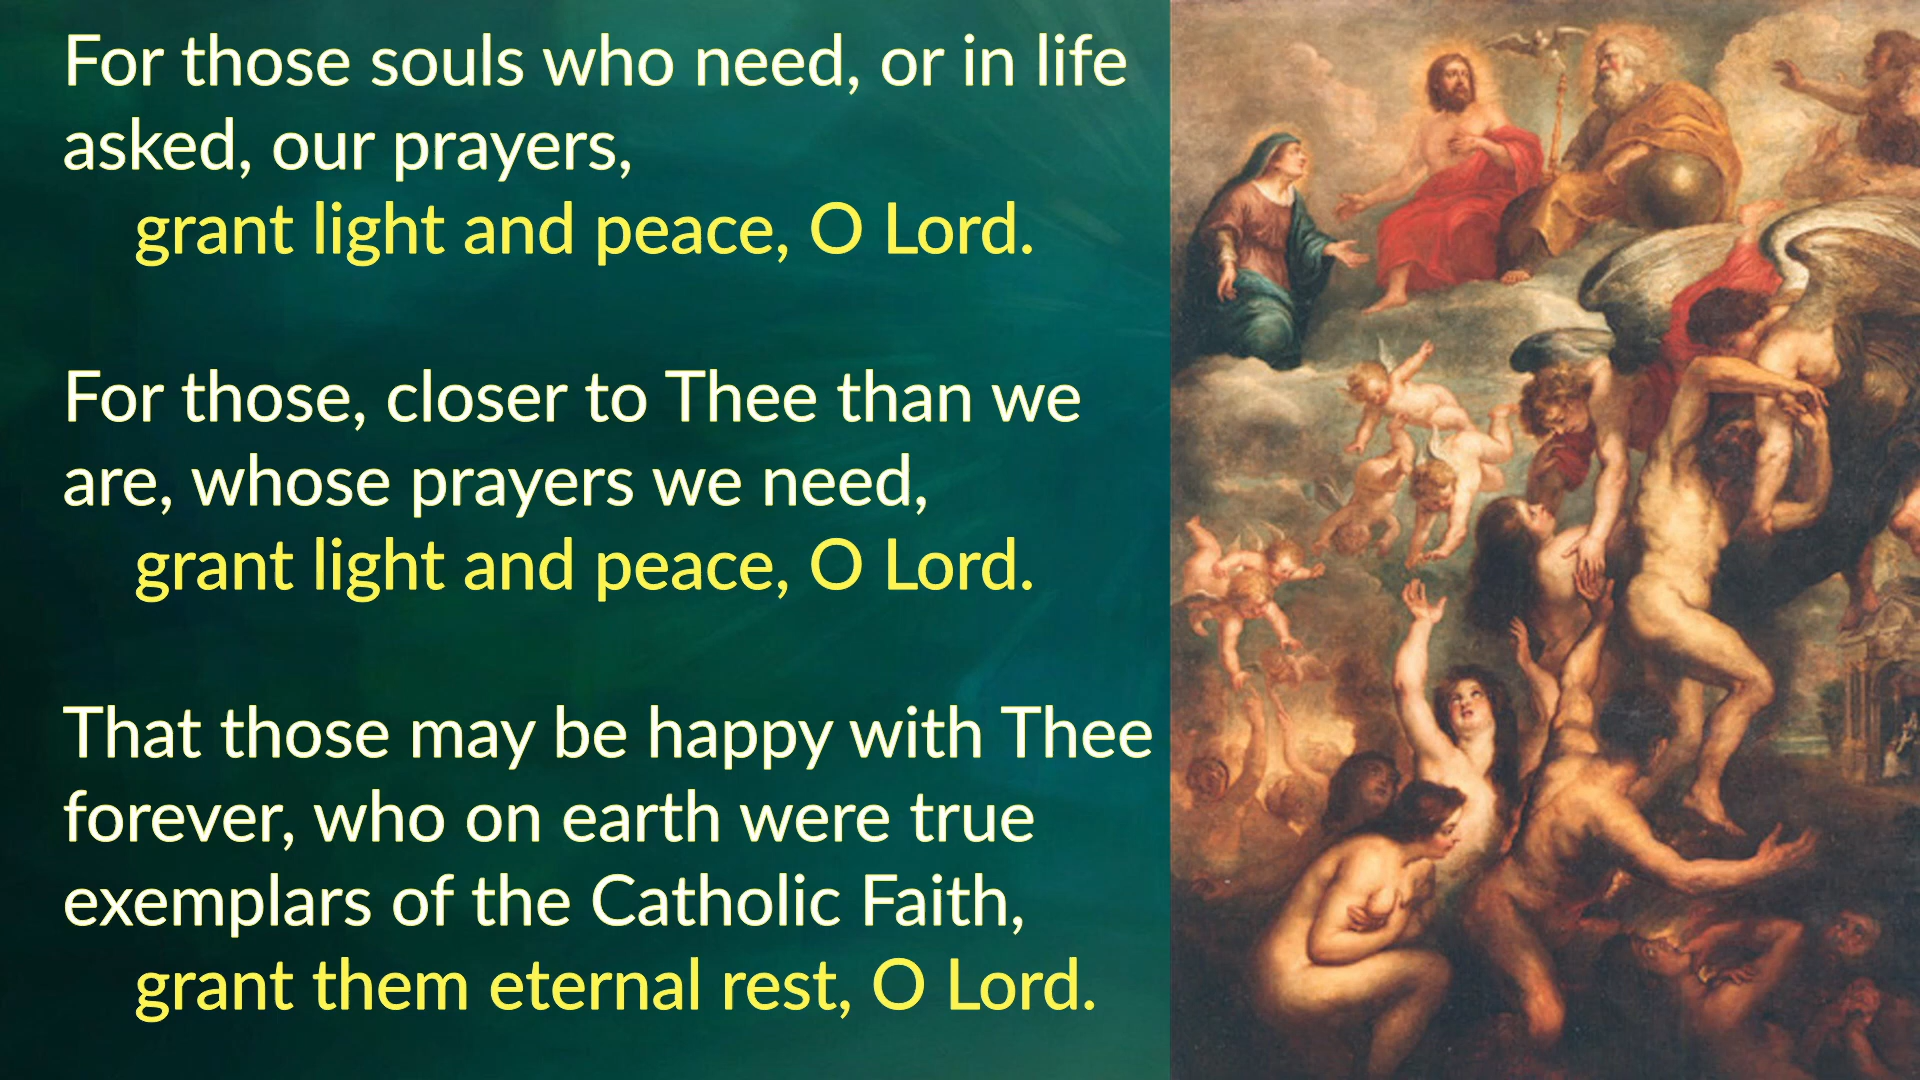 For those souls who need, or in life
asked, our prayers,
grant light and peace, O Lord.
For those, closer to Thee than we
are, whose prayers we need,
grant light and peace, O Lord.
That those may be happy with Thee
forever, who on earth were true
exemplars of the Catholic Faith,
grant them eternal rest, O Lord.